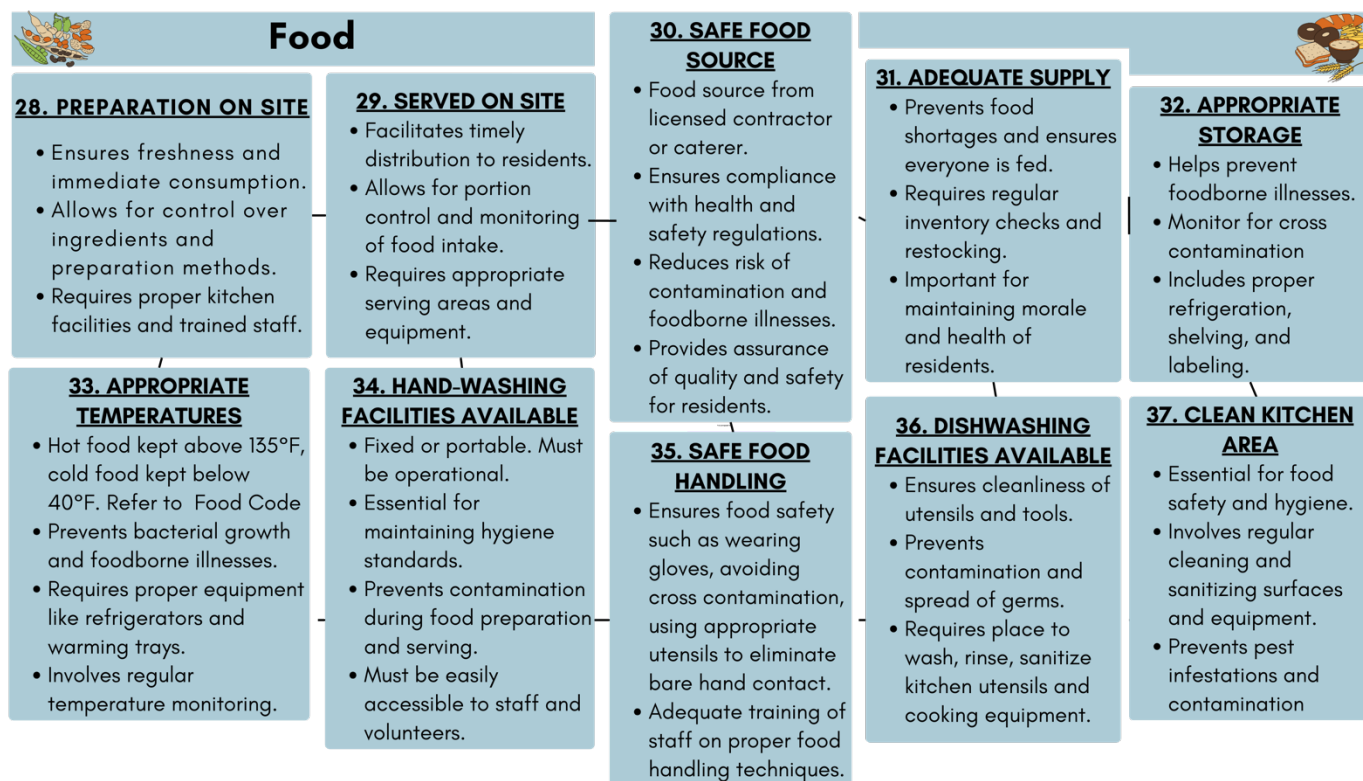 Food
28. PREPARATION ON SITE
• Ensures freshness and
immediate consumption.
• Allows for control over
ingredients and
preparation methods.
• Requires proper kitchen
facilities and trained staff.
29. SERVED ON SITE
• Facilitates timely
distribution to residents.
• Allows for portion
control and monitoring
of food intake.
• Requires appropriate
serving areas and
equipment.
30. SAFE FOOD
SOURCE
• Food source from
licensed contractor
or caterer.
• Ensures compliance
with health and
safety regulations.
• Reduces risk of
contamination and
foodborne illnesses.
• Provides assurance
of quality and safety
for residents.
31. ADEQUATE SUPPLY
• Prevents food
shortages and ensures
everyone is fed.
• Requires regular
inventory checks and
restocking.
• Important for
maintaining morale
and health of
residents.
32. APPROPRIATE
STORAGE
• Helps prevent
foodborne illnesses.
• Monitor for cross
contamination
• Includes proper
refrigeration,
shelving, and
labeling.
33. APPROPRIATE
TEMPERATURES
• Hot food kept above 135°F,
cold food kept below
40°F. Refer to Food Code
• Prevents bacterial growth
and foodborne illnesses.
• Requires proper equipment
like refrigerators and
warming trays.
• Involves regular
temperature monitoring.
34. HAND-WASHING
FACILITIES AVAILABLE
• Fixed or portable. Must
be operational.
• Essential for
maintaining hygiene
standards.
• Prevents contamination
during food preparation
and serving.
• Must be easily
accessible to staff and
volunteers.
35. SAFE FOOD
HANDLING
• Ensures food safety
such as wearing
gloves, avoiding
cross contamination,
using appropriate
utensils to eliminate
bare hand contact.
• Adequate training of
staff on proper food
handling techniques.
36. DISHWASHING
FACILITIES AVAILABLE
• Ensures cleanliness of
utensils and tools.
• Prevents
contamination and
spread of germs.
• Requires place to
wash, rinse, sanitize
kitchen utensils and
cooking equipment.
37. CLEAN KITCHEN
AREA
• Essential for food
safety and hygiene.
• Involves regular
cleaning and
sanitizing surfaces
and equipment.
• Prevents pest
infestations and
contamination